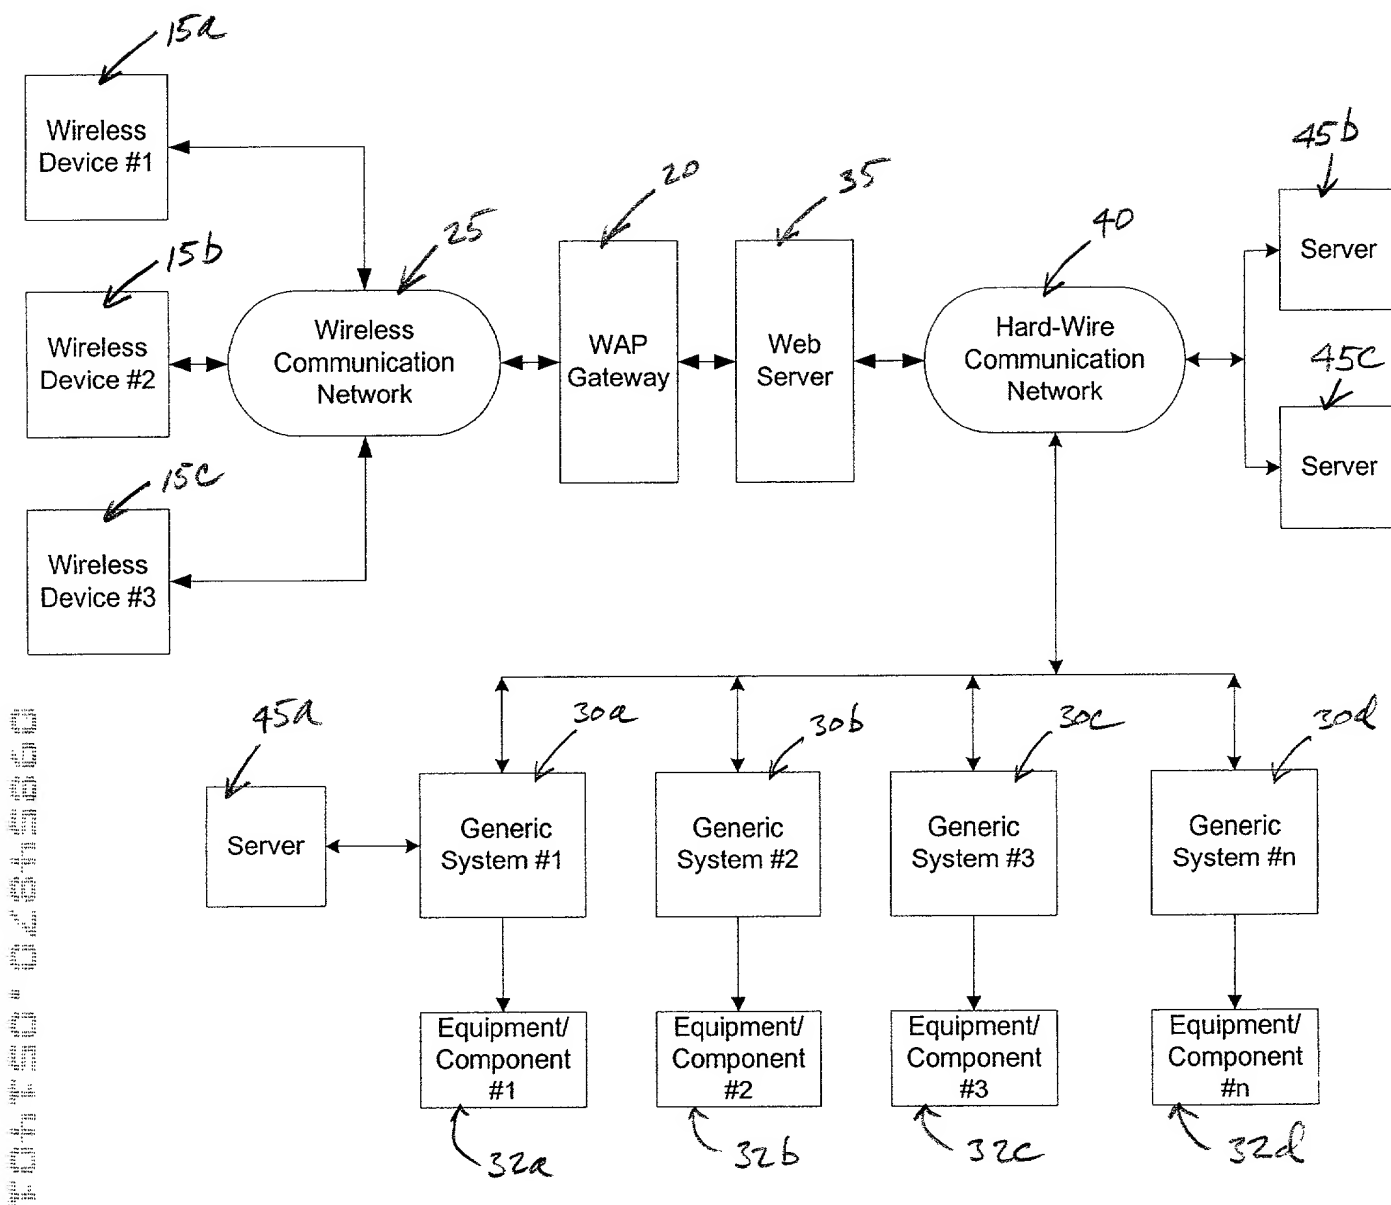 15a
Wireless
Device #1
45b
20
35
40
25
15b
Server
Wireless
Device #2
Wireless
Communication
Network
WAP
Gateway
Web
Server
Hard-Wire
Communication
Network
45c
Server
15c
Wireless
Device #3
45a
30a
30b
30c
30d
Server
Generic
System #1
Generic
System #2
Generic
System #3
Generic
System #n
Equipment/
Component
#1
Equipment/
Component
#2
Equipment/
Component
#3
Equipment/
Component
#n
32a
32b
32c
32d